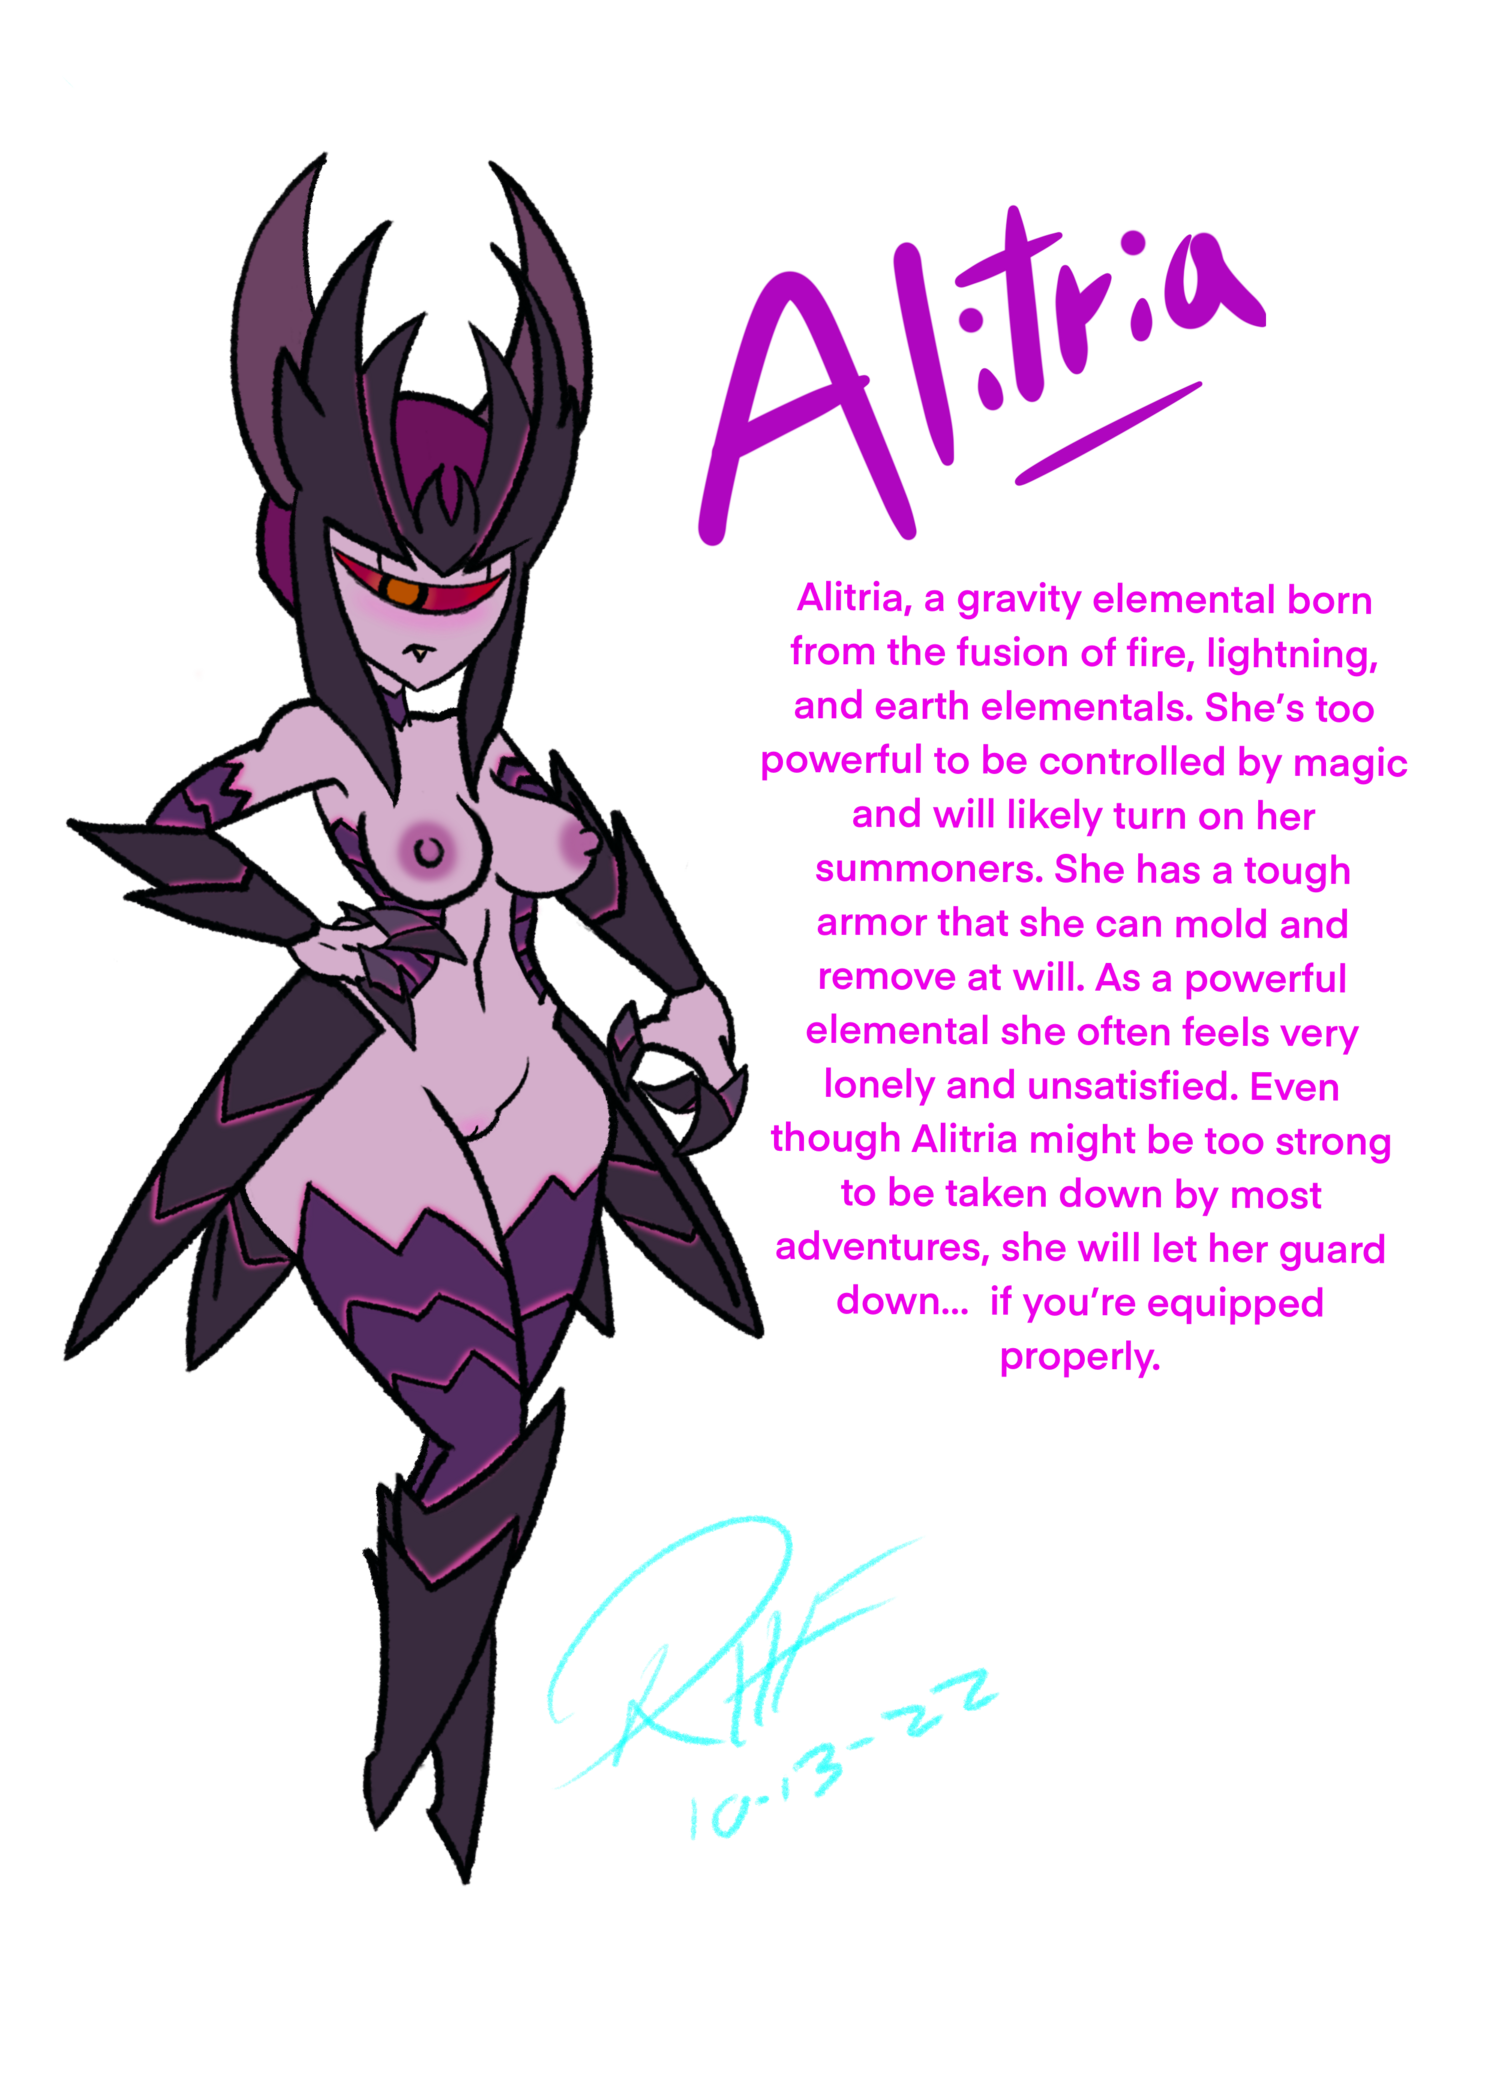 Alitria
Alitria, a gravity elemental born
from the fusion of fire, lightning,
and earth elementals. She's too
powerful to be controlled by magic
and will likely turn on her
summoners. She has a tough
armor that she can mold and
remove at will. As a powerful
elemental she often feels very
lonely and unsatisfied. Even
though Alitria might be too strong
to be taken down by most
adventures, she will let her guard
down... if you're equipped
properly.
10-13-22